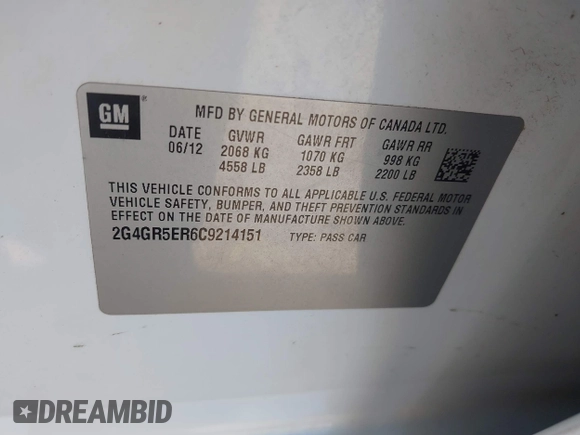 GM
MFD BY GENERAL MOTORS OF CANADA LTD.
DATE GVWR GAWR FRT GAWR RR
06/12 2068 KG 1070 KG 998 KG
4558 LB 2358 LB 2200 LB
THIS VEHICLE CONFORMS TO ALL APPLICABLE U.S. FEDERAL MOTOR
VEHICLE SAFETY, BUMPER, AND THEFT PREVENTION STANDARDS IN
EFFECT ON THE DATE OF MANUFACTURE SHOWN ABOVE.
2G4GR5ER6C9214151 TYPE: PASS CAR
DREAMBID